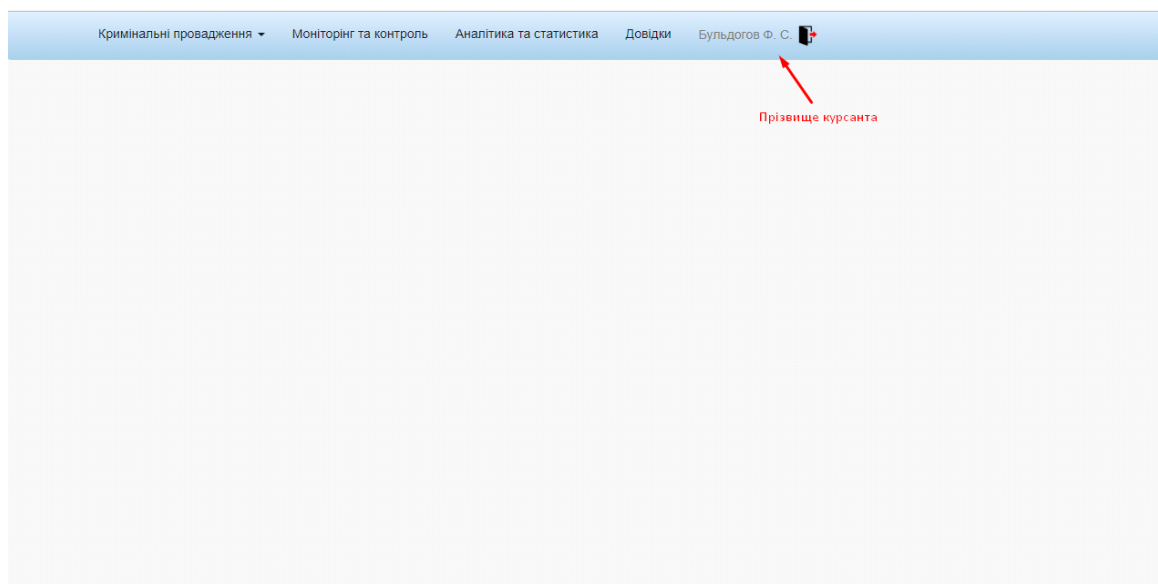 Кримінальні провадження Моніторінг та контроль Аналітика та статистика Довідки Бульдогов Ф. С.
Прізвище курсанта